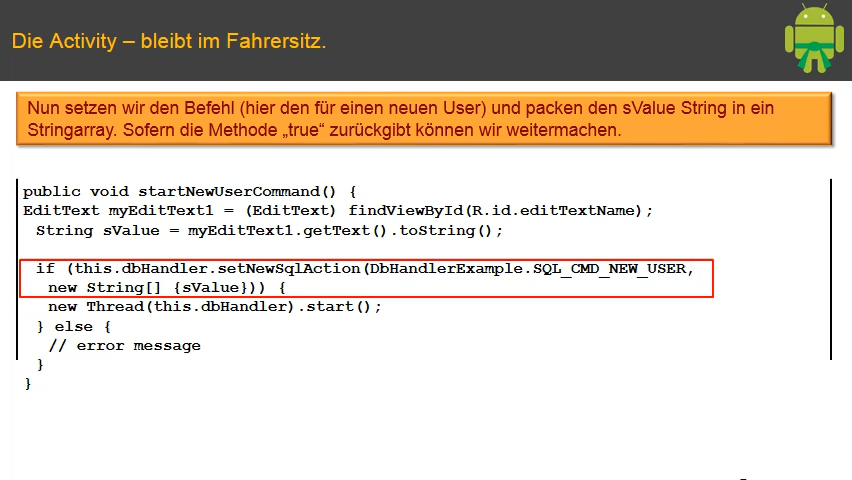 Die Activity – bleibt im Fahrersitz.
Nun setzen wir den Befehl (hier den für einen neuen User) und packen den sValue String in ein
Stringarray. Sofern die Methode „true“ zurückgibt können wir weitermachen.
public void startNewUserCommand() {
EditText myEditText1 = (EditText) findViewById(R.id.editTextName);
String sValue = myEditText1.getText().toString();
if (this.dbHandler.setNewSqlAction(DbHandlerExample.SQL_CMD_NEW_USER,
new String[] {sValue})) {
new Thread(this.dbHandler).start();
} else {
// error message
}
}